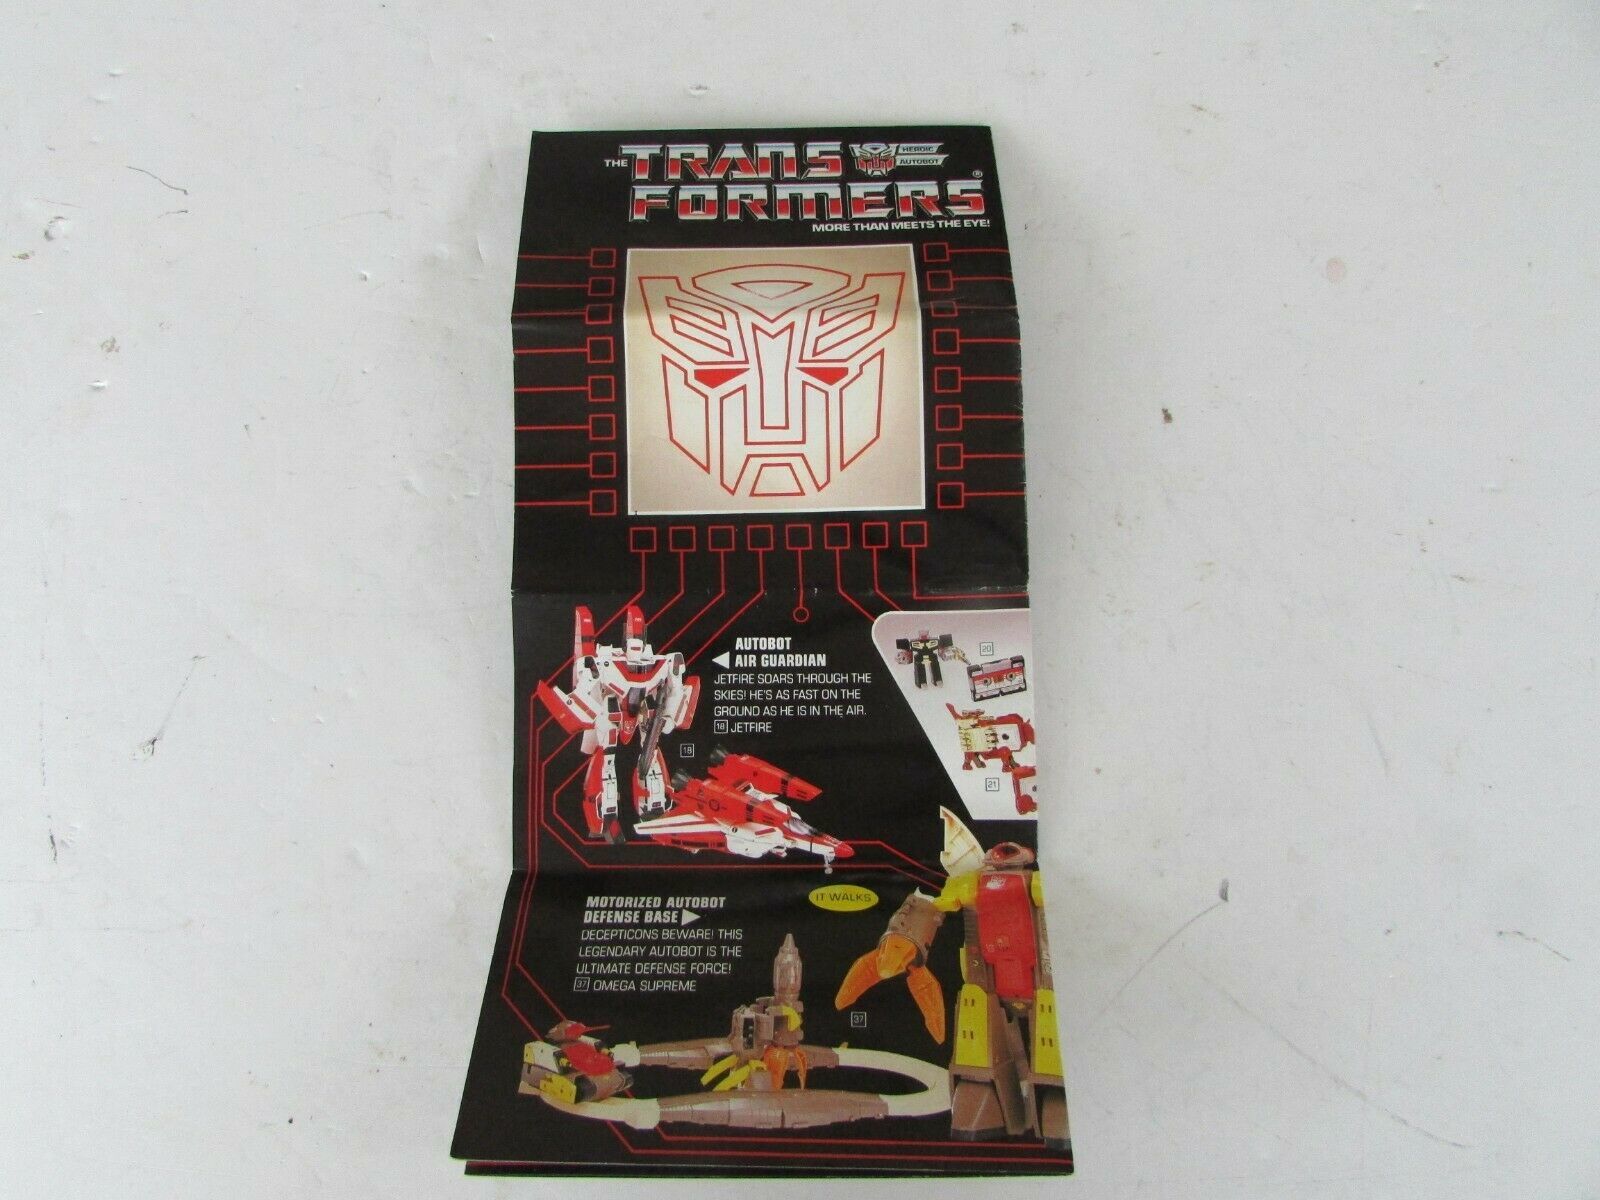 THE TRANS
FORMERS®
HEROIC
AUTOBOT
MORE THAN MEETS THE EYE!
AUTOBOT
AIR GUARDIAN
JETFIRE SOARS THROUGH THE
SKIES! HE'S AS FAST ON THE
GROUND AS HE IS IN THE AIR.
18 JETFIRE
18
20
21
MOTORIZED AUTOBOT
DEFENSE BASE
DECEPTICONS BEWARE! THIS
LEGENDARY AUTOBOT IS THE
ULTIMATE DEFENSE FORCE!
37 OMEGA SUPREME
IT WALKS
37